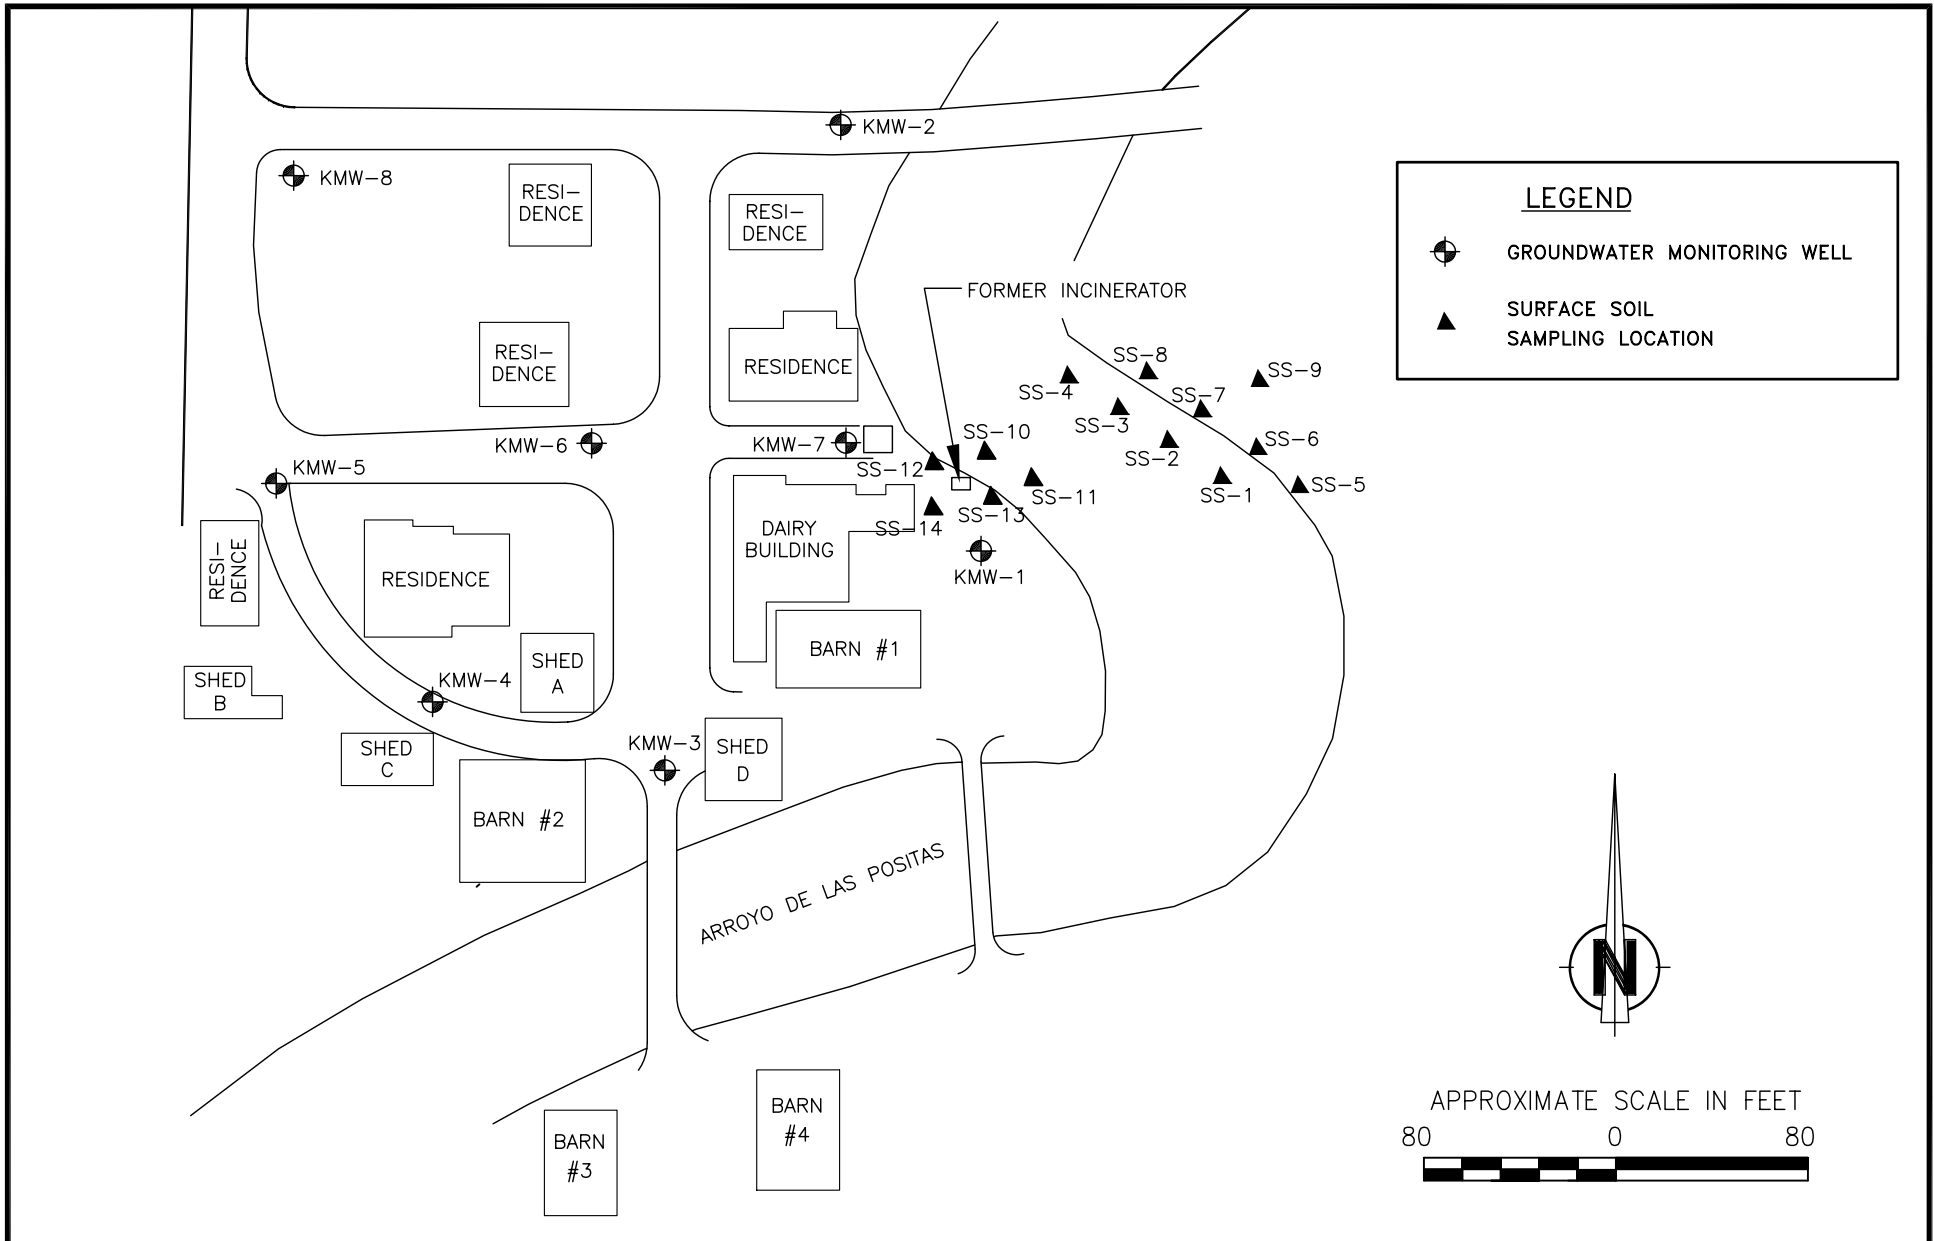 KMW-2
KMW-8
RESI-
DENCE
RESI-
DENCE
LEGEND
GROUNDWATER MONITORING WELL
SURFACE SOIL
SAMPLING LOCATION
FORMER INCINERATOR
RESI-
DENCE
RESIDENCE
SS-8
SS-9
SS-4
SS-7
SS-3
SS-10
SS-6
SS-2
KMW-6
KMW-7
SS-12
KMW-5
SS-1
SS-5
SS-11
SS-13
SS-14
DAIRY
BUILDING
RESI-
DENCE
RESIDENCE
KMW-1
BARN #1
SHED
A
SHED
B
KMW-4
KMW-3
SHED
C
SHED
D
BARN #2
ARROYO DE LAS POSITAS
N
BARN
#4
BARN
#3
APPROXIMATE SCALE IN FEET
80 0 80